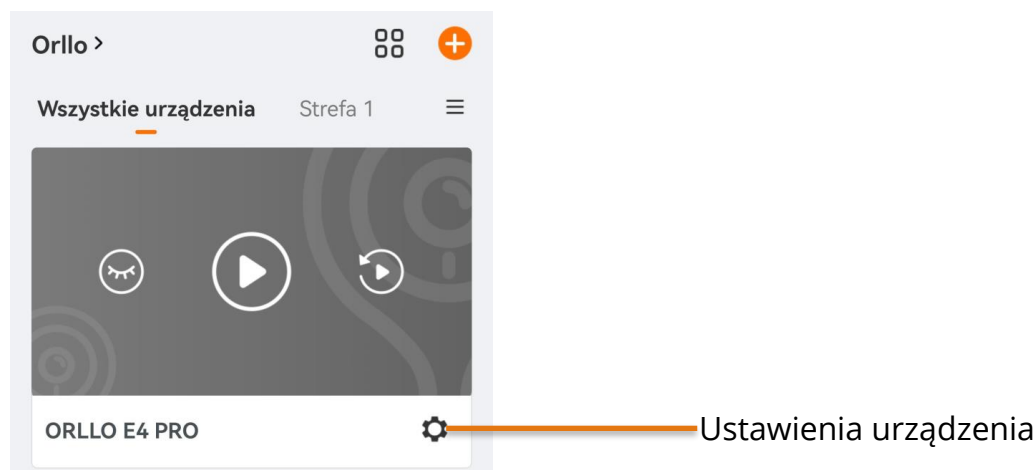 Orllo >
Wszystkie urządzenia Strefa 1
ORLLO E4 PRO
Ustawienia urządzenia